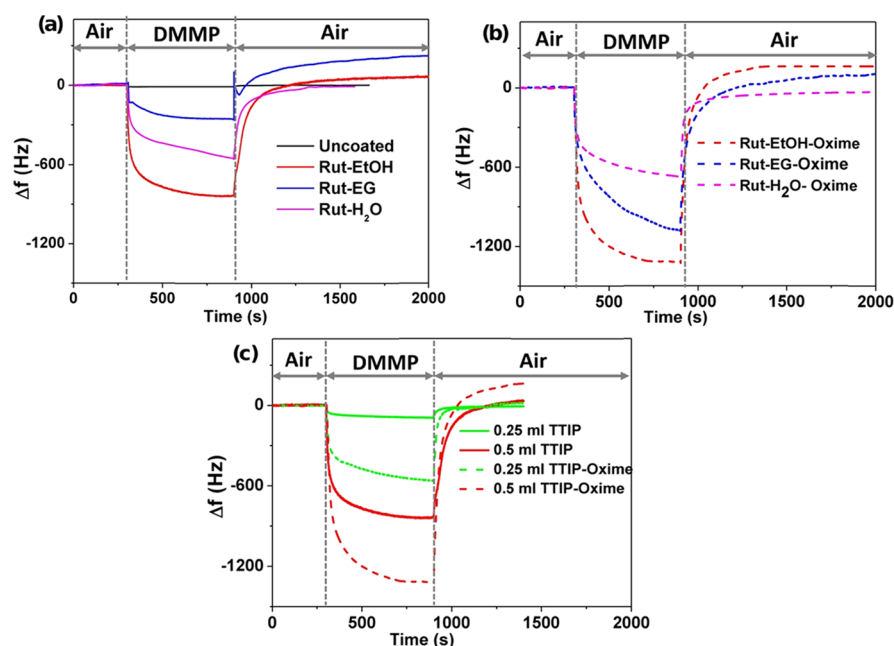 (a)
Air
DMMP
Air
0
-600
-1200
Δf (Hz)
Uncoated
Rut-EtOH
Rut-EG
Rut-H₂O
0
500
1000
1500
2000
Time (s)
(b)
Air
DMMP
Air
0
-600
-1200
Δf (Hz)
Rut-EtOH-Oxime
Rut-EG-Oxime
Rut-H₂O- Oxime
0
500
1000
1500
2000
Time (s)
(c)
Air
DMMP
Air
0
-600
-1200
Δf (Hz)
0.25 ml TTIP
0.5 ml TTIP
0.25 ml TTIP-Oxime
0.5 ml TTIP-Oxime
0
500
1000
1500
2000
Time (s)